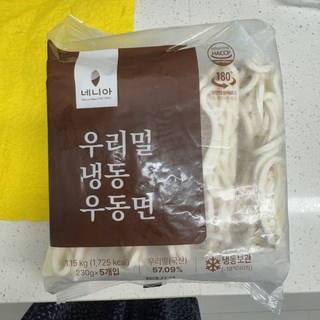 네니아
HACCP
180
우리밀
냉동
우동면
1.15 kg (1,725 kcal)
230g×5개입
우리밀(국산)
57.09%
냉동보관